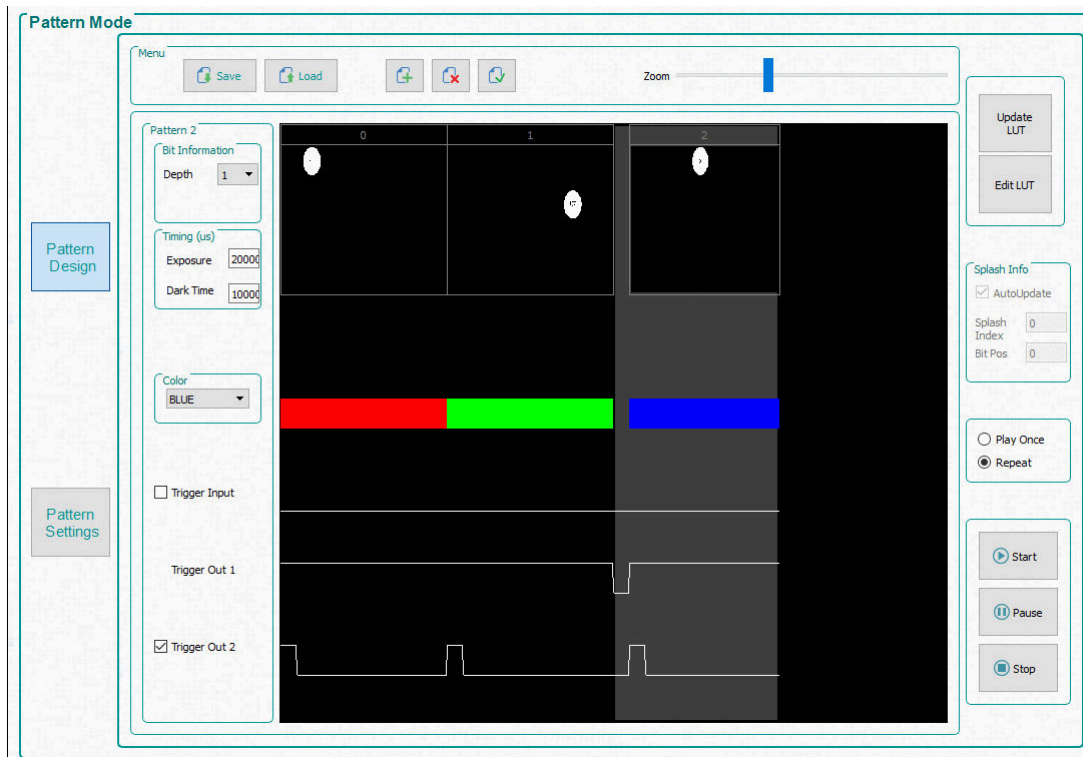 Pattern Mode
Menu
Save
Load
Zoom
Pattern 2
Bit Information
Depth 1
Timing (us)
Exposure 20000
Dark Time 10000
Color
BLUE
Trigger Input
Trigger Out 1
Trigger Out 2
0 1 2
Pattern
Design
Pattern
Settings
Update
LUT
Edit LUT
Splash Info
AutoUpdate
Splash
Index 0
Bit Pos 0
Play Once
Repeat
Start
Pause
Stop